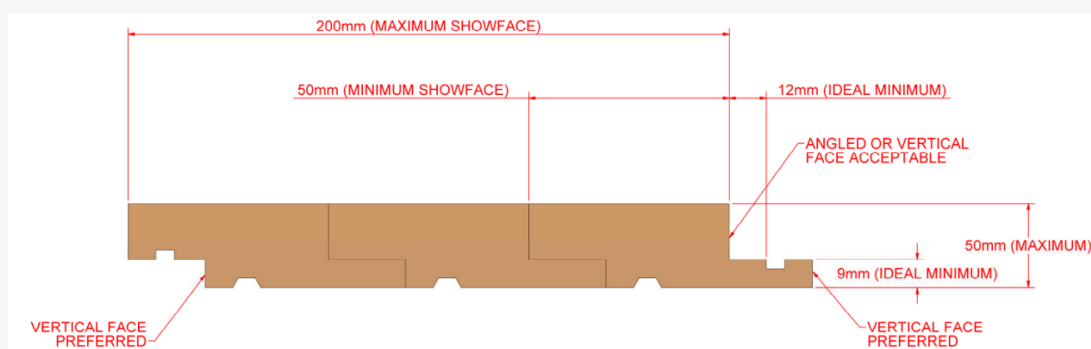 200mm (MAXIMUM SHOWFACE)
50mm (MINIMUM SHOWFACE)
12mm (IDEAL MINIMUM)
ANGLED OR VERTICAL
FACE ACCEPTABLE
50mm (MAXIMUM)
9mm (IDEAL MINIMUM)
VERTICAL FACE
PREFERRED
VERTICAL FACE
PREFERRED